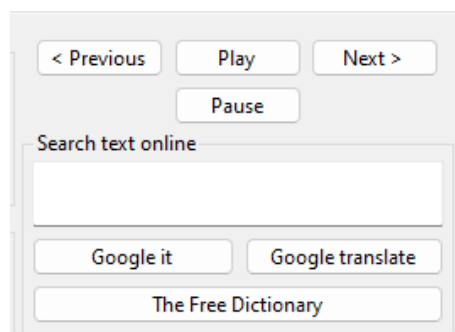 < Previous Play Next >
Pause
Search text online
Google it Google translate
The Free Dictionary